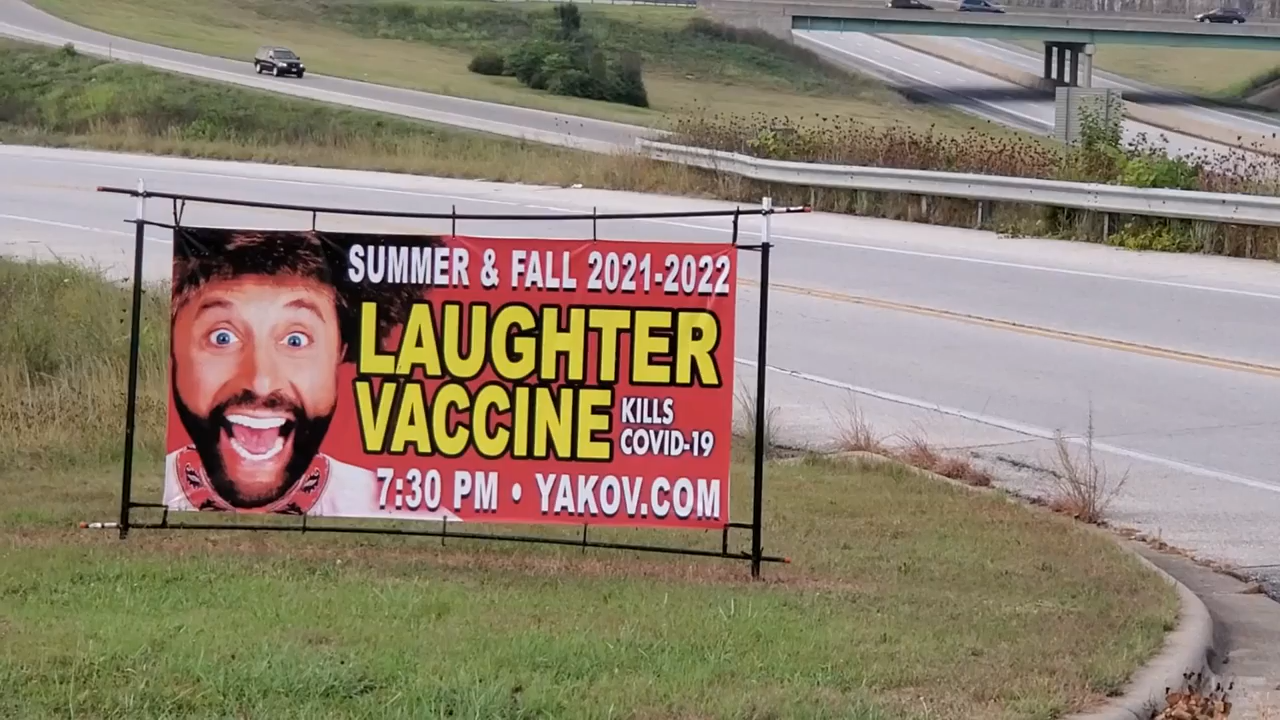 SUMMER & FALL 2021-2022
LAUGHTER
VACCINE
KILLS
COVID-19
7:30 PM • YAKOV.COM